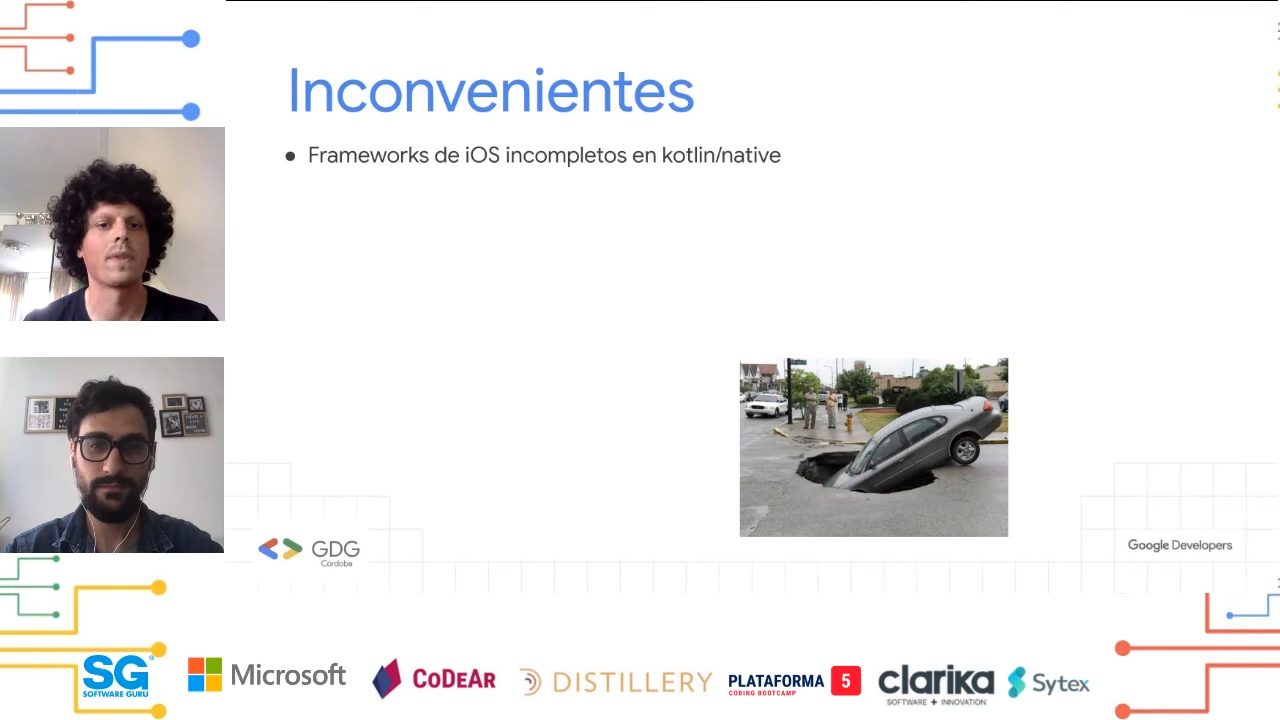 Inconvenientes
● Frameworks de iOS incompletos en kotlin/native
GDG
Córdoba
Google Developers
SG
SOFTWARE GURU
Microsoft
CoDeAr
DISTILLERY
PLATAFORMA 5
CODING BOOTCAMP
clarika
SOFTWARE + INNOVATION
Sytex